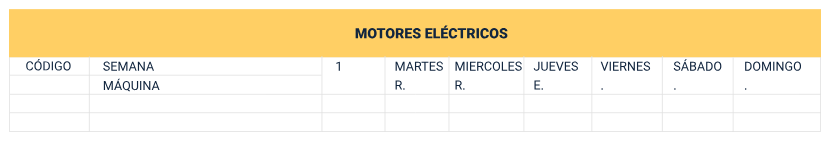 MOTORES ELÉCTRICOS
CÓDIGO SEMANA 1 MARTES MIERCOLES JUEVES VIERNES SÁBADO DOMINGO
MÁQUINA R. R. E. . . .